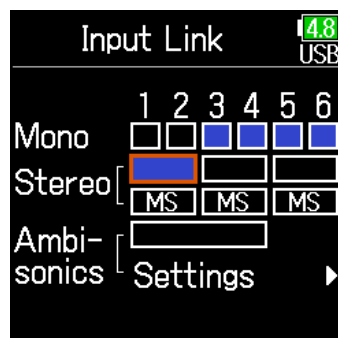 Input Link
4.8
USB
1 2 3 4 5 6
Mono
Stereo
MS MS MS
Ambi-
sonics
Settings